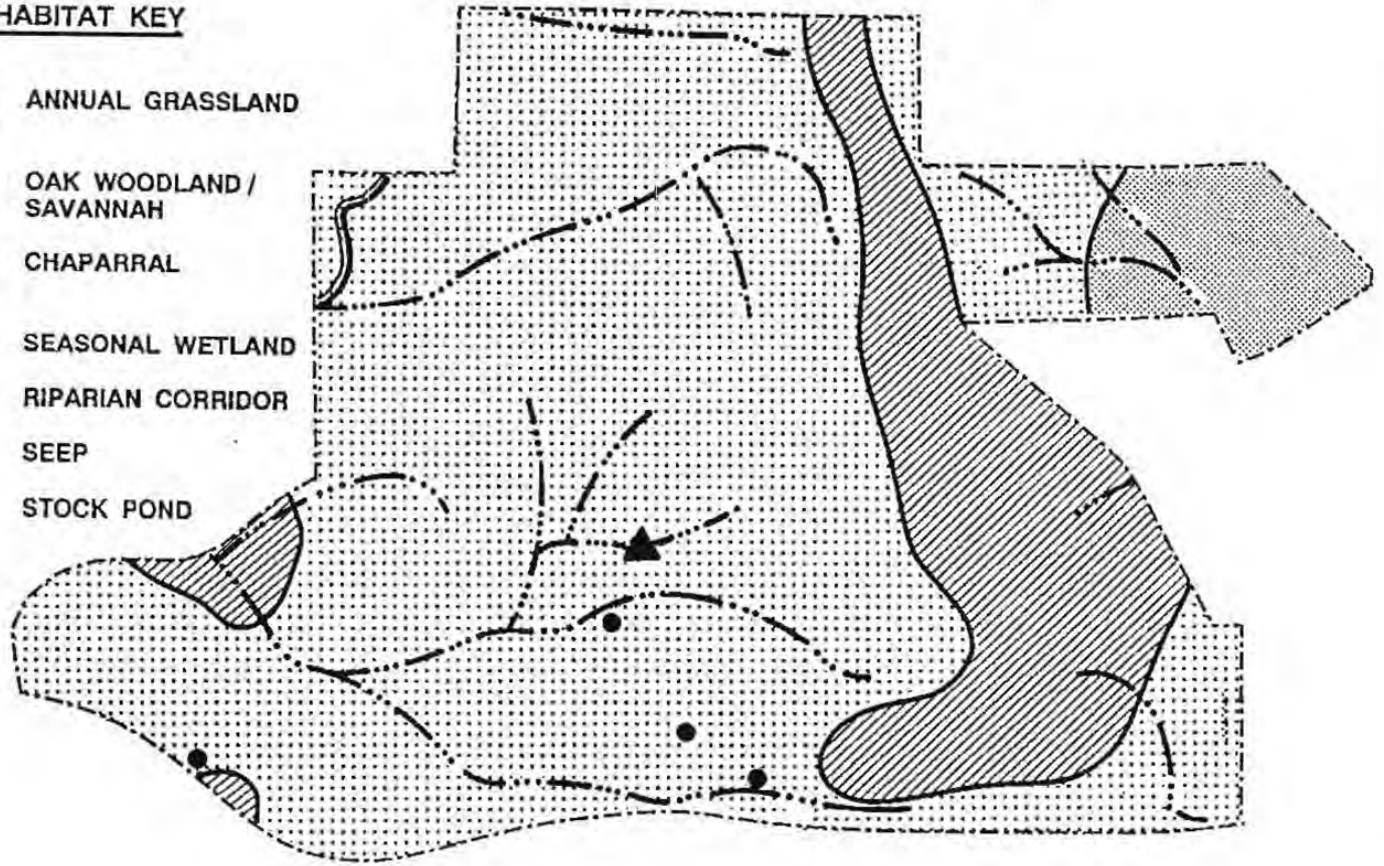 HABITAT KEY
ANNUAL GRASSLAND
OAK WOODLAND /
SAVANNAH
CHAPARRAL
SEASONAL WETLAND
RIPARIAN CORRIDOR
SEEP
STOCK POND